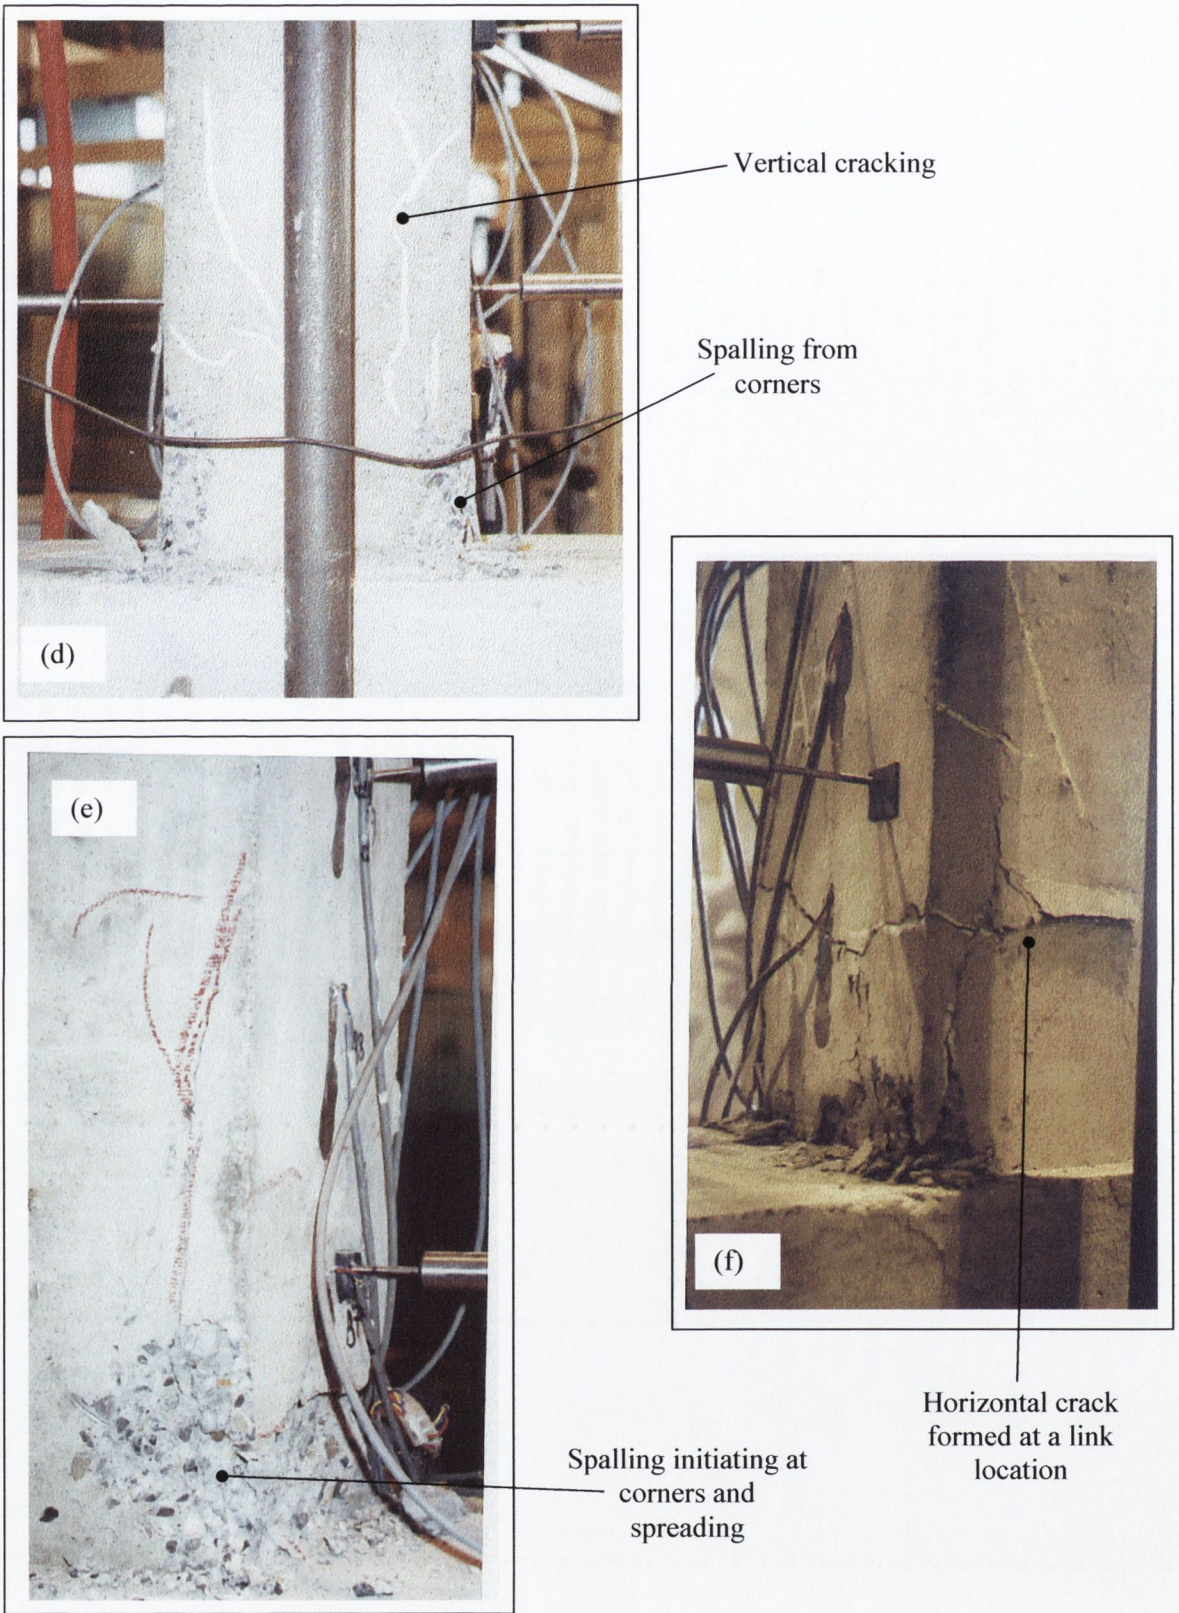 Vertical cracking
Spalling from
corners
(d)
(e)
(f)
Horizontal crack
formed at a link
location
Spalling initiating at
corners and
spreading